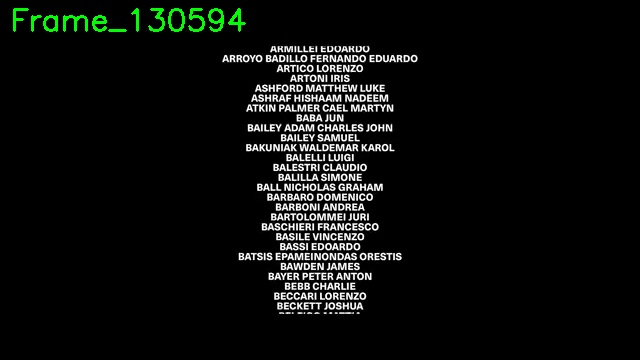 Frame_130594
ARMILLEI EDOARDO
ARROYO BADILLO FERNANDO EDUARDO
ARTICO LORENZO
ARTONI IRIS
ASHFORD MATTHEW LUKE
ASHRAF HISHAAM NADEEM
ATKIN PALMER CAEL MARTYN
BABA JUN
BAILEY ADAM CHARLES JOHN
BAILEY SAMUEL
BAKUNIAK WALDEMAR KAROL
BALELLI LUIGI
BALESTRI CLAUDIO
BALILLA SIMONE
BALL NICHOLAS GRAHAM
BARBARO DOMENICO
BARBONI ANDREA
BARTOLOMMEI JURI
BASCHIERI FRANCESCO
BASILE VINCENZO
BASSI EDOARDO
BATSIS EPAMEINONDAS ORESTIS
BAWDEN JAMES
BAYER PETER ANTON
BEBB CHARLIE
BECCARI LORENZO
BECKETT JOSHUA